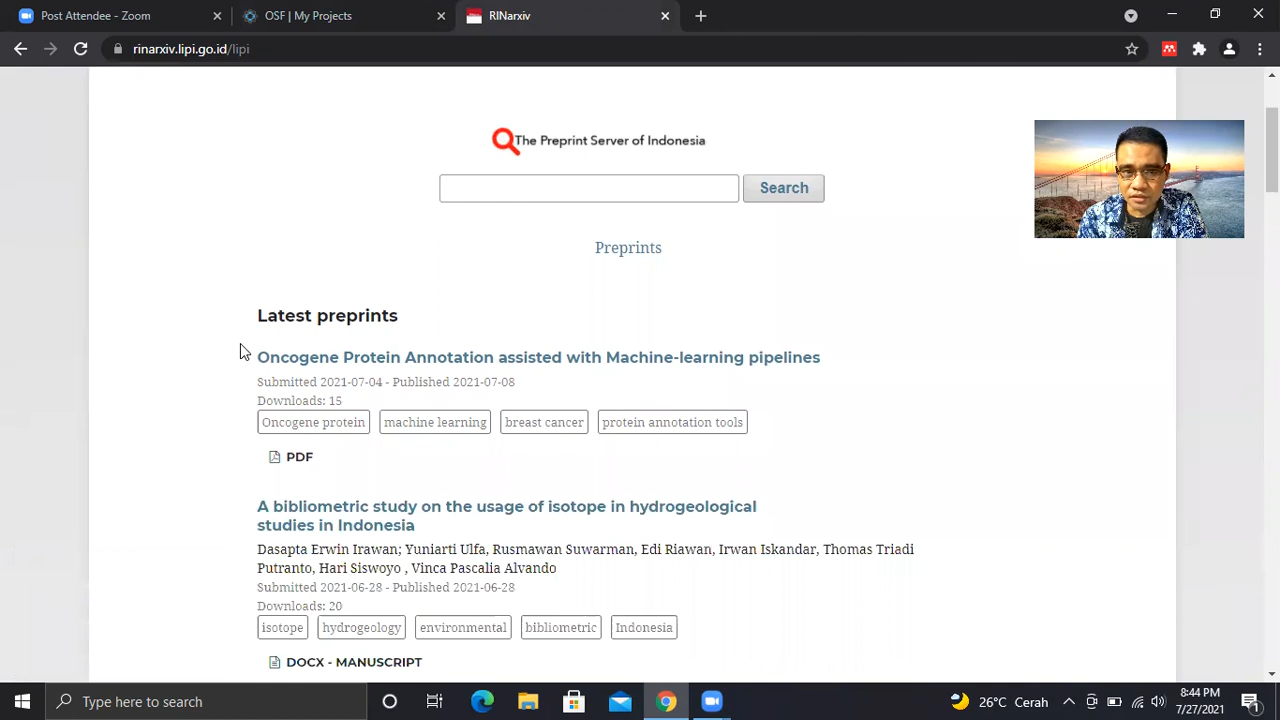 Post Attendee - Zoom
OSF | My Projects
RINarxiv
rinarxiv.lipi.go.id/lipi
The Preprint Server of Indonesia
Search
Preprints
Latest preprints
Oncogene Protein Annotation assisted with Machine-learning pipelines
Submitted 2021-07-04 - Published 2021-07-08
Downloads: 15
Oncogene protein machine learning breast cancer protein annotation tools
PDF
A bibliometric study on the usage of isotope in hydrogeological
studies in Indonesia
Dasapta Erwin Irawan; Yuniarti Ulfa, Rusmawan Suwarman, Edi Riawan, Irwan Iskandar, Thomas Triadi
Putranto, Hari Siswoyo , Vinca Pascalia Alvando
Submitted 2021-06-28 - Published 2021-06-28
Downloads: 20
isotope hydrogeology environmental bibliometric Indonesia
DOCX - MANUSCRIPT
Type here to search
26°C Cerah
8:44 PM
7/27/2021
1